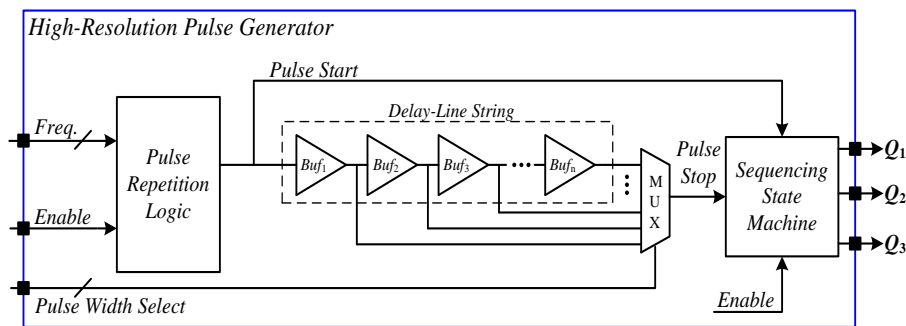 High-Resolution Pulse Generator
Pulse Start
Delay-Line String
Freq.
Enable
Pulse
Repetition
Logic
Buf1
Buf2
Buf3
Bufn
MUX
Pulse
Stop
Sequencing
State
Machine
Q1
Q2
Q3
Pulse Width Select
Enable